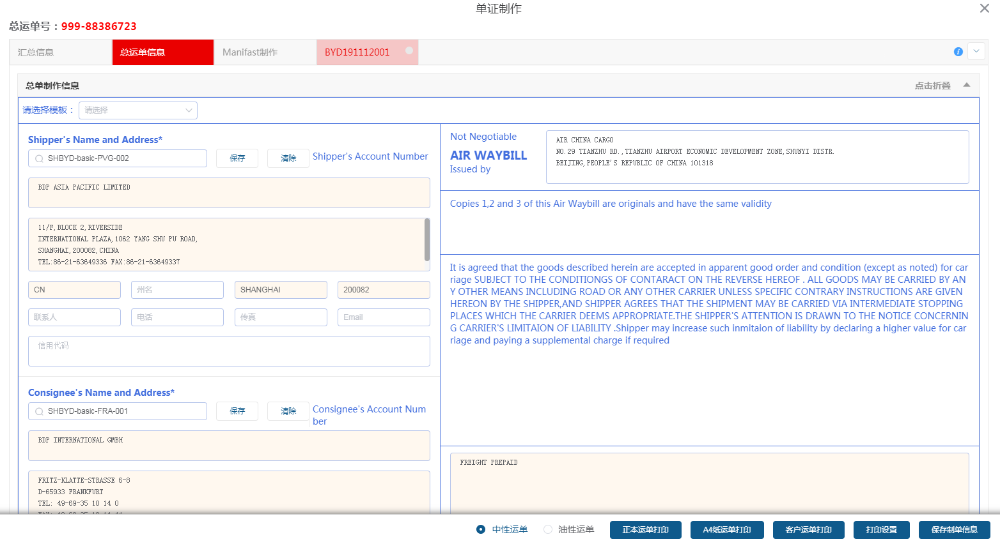 单证制作
总运单号：999-88386723
汇总信息
总运单信息
Manifast制作
BYD191112001
总单制作信息
点击折叠
请选择模板：
请选择
Shipper's Name and Address*
SHBYD-basic-PVG-002
保存
清除
Shipper's Account Number
BDP ASIA PACIFIC LIMITED
11/F,BLOCK 2,RIVERSIDE
INTERNATIONAL PLAZA,1062 YANG SHU PU ROAD,
SHANGHAI,200082,CHINA
TEL:86-21-63649336 FAX:86-21-63649337
CN
州名
SHANGHAI
200082
联系人
电话
传真
Email
信用代码
Consignee's Name and Address*
SHBYD-basic-FRA-001
保存
清除
Consignee's Account Num
ber
BDP INTERNATIONAL GMBH
FRITZ-KLATTE-STRASSE 6-8
D-65933 FRANKFURT
TEL: 49-69-35 10 14 0
Not Negotiable
AIR WAYBILL
Issued by
AIR CHINA CARGO
NO.29 TIANZHU RD.,TIANZHU AIRPORT ECONOMIC DEVELOPMENT ZONE,SHUNYI DISTR.
BEIJING,PEOPLE'S REPUBLIC OF CHINA 101318
Copies 1,2 and 3 of this Air Waybill are originals and have the same validity
It is agreed that the goods described herein are accepted in apparent good order and condition (except as noted) for car
riage SUBJECT TO THE CONDITIONGS OF CONTARACT ON THE REVERSE HEREOF . ALL GOODS MAY BE CARRIED BY AN
Y OTHER MEANS INCLUDING ROAD OR ANY OTHER CARRIER UNLESS SPECIFIC CONTRARY INSTRUCTIONS ARE GIVEN
HEREON BY THE SHIPPER,AND SHIPPER AGREES THAT THE SHIPMENT MAY BE CARRIED VIA INTERMEDIATE STOPPING
PLACES WHICH THE CARRIER DEEMS APPROPRIATE.THE SHIPPER'S ATTENTION IS DRAWN TO THE NOTICE CONCERNIN
G CARRIER'S LIMITAION OF LIABILITY .Shipper may increase such inmitaion of liability by declaring a higher value for car
riage and paying a supplemental charge if required
FREIGHT PREPAID
中性运单
油性运单
正本运单打印
A4纸运单打印
客户运单打印
打印设置
保存制单信息